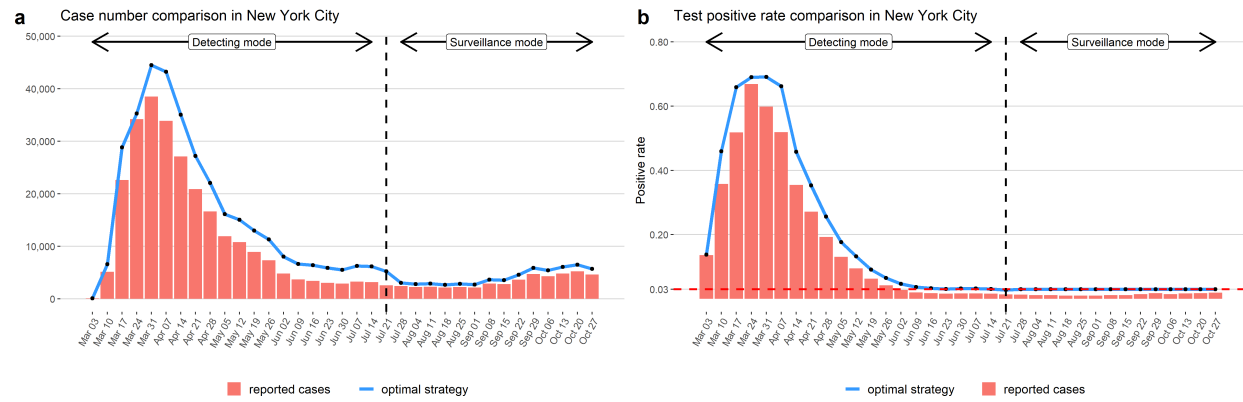 a
Case number comparison in New York City
50,000
40,000
30,000
20,000
10,000
0
Detecting mode
Surveillance mode
Mar 03
Mar 10
Mar 17
Mar 24
Mar 31
Apr 07
Apr 14
Apr 21
Apr 28
May 05
May 12
May 19
May 26
Jun 02
Jun 09
Jun 16
Jun 23
Jun 30
Jul 07
Jul 14
Jul 21
Jul 28
Aug 04
Aug 11
Aug 18
Aug 25
Sep 01
Sep 08
Sep 15
Sep 22
Sep 29
Oct 06
Oct 13
Oct 20
Oct 27
reported cases
optimal strategy
b
Test positive rate comparison in New York City
Positive rate
0.80
0.60
0.40
0.20
0.03
Detecting mode
Surveillance mode
Mar 03
Mar 10
Mar 17
Mar 24
Mar 31
Apr 07
Apr 14
Apr 21
Apr 28
May 05
May 12
May 19
May 26
Jun 02
Jun 09
Jun 16
Jun 23
Jun 30
Jul 07
Jul 14
Jul 21
Jul 28
Aug 04
Aug 11
Aug 18
Aug 25
Sep 01
Sep 08
Sep 15
Sep 22
Sep 29
Oct 06
Oct 13
Oct 20
Oct 27
optimal strategy
reported cases